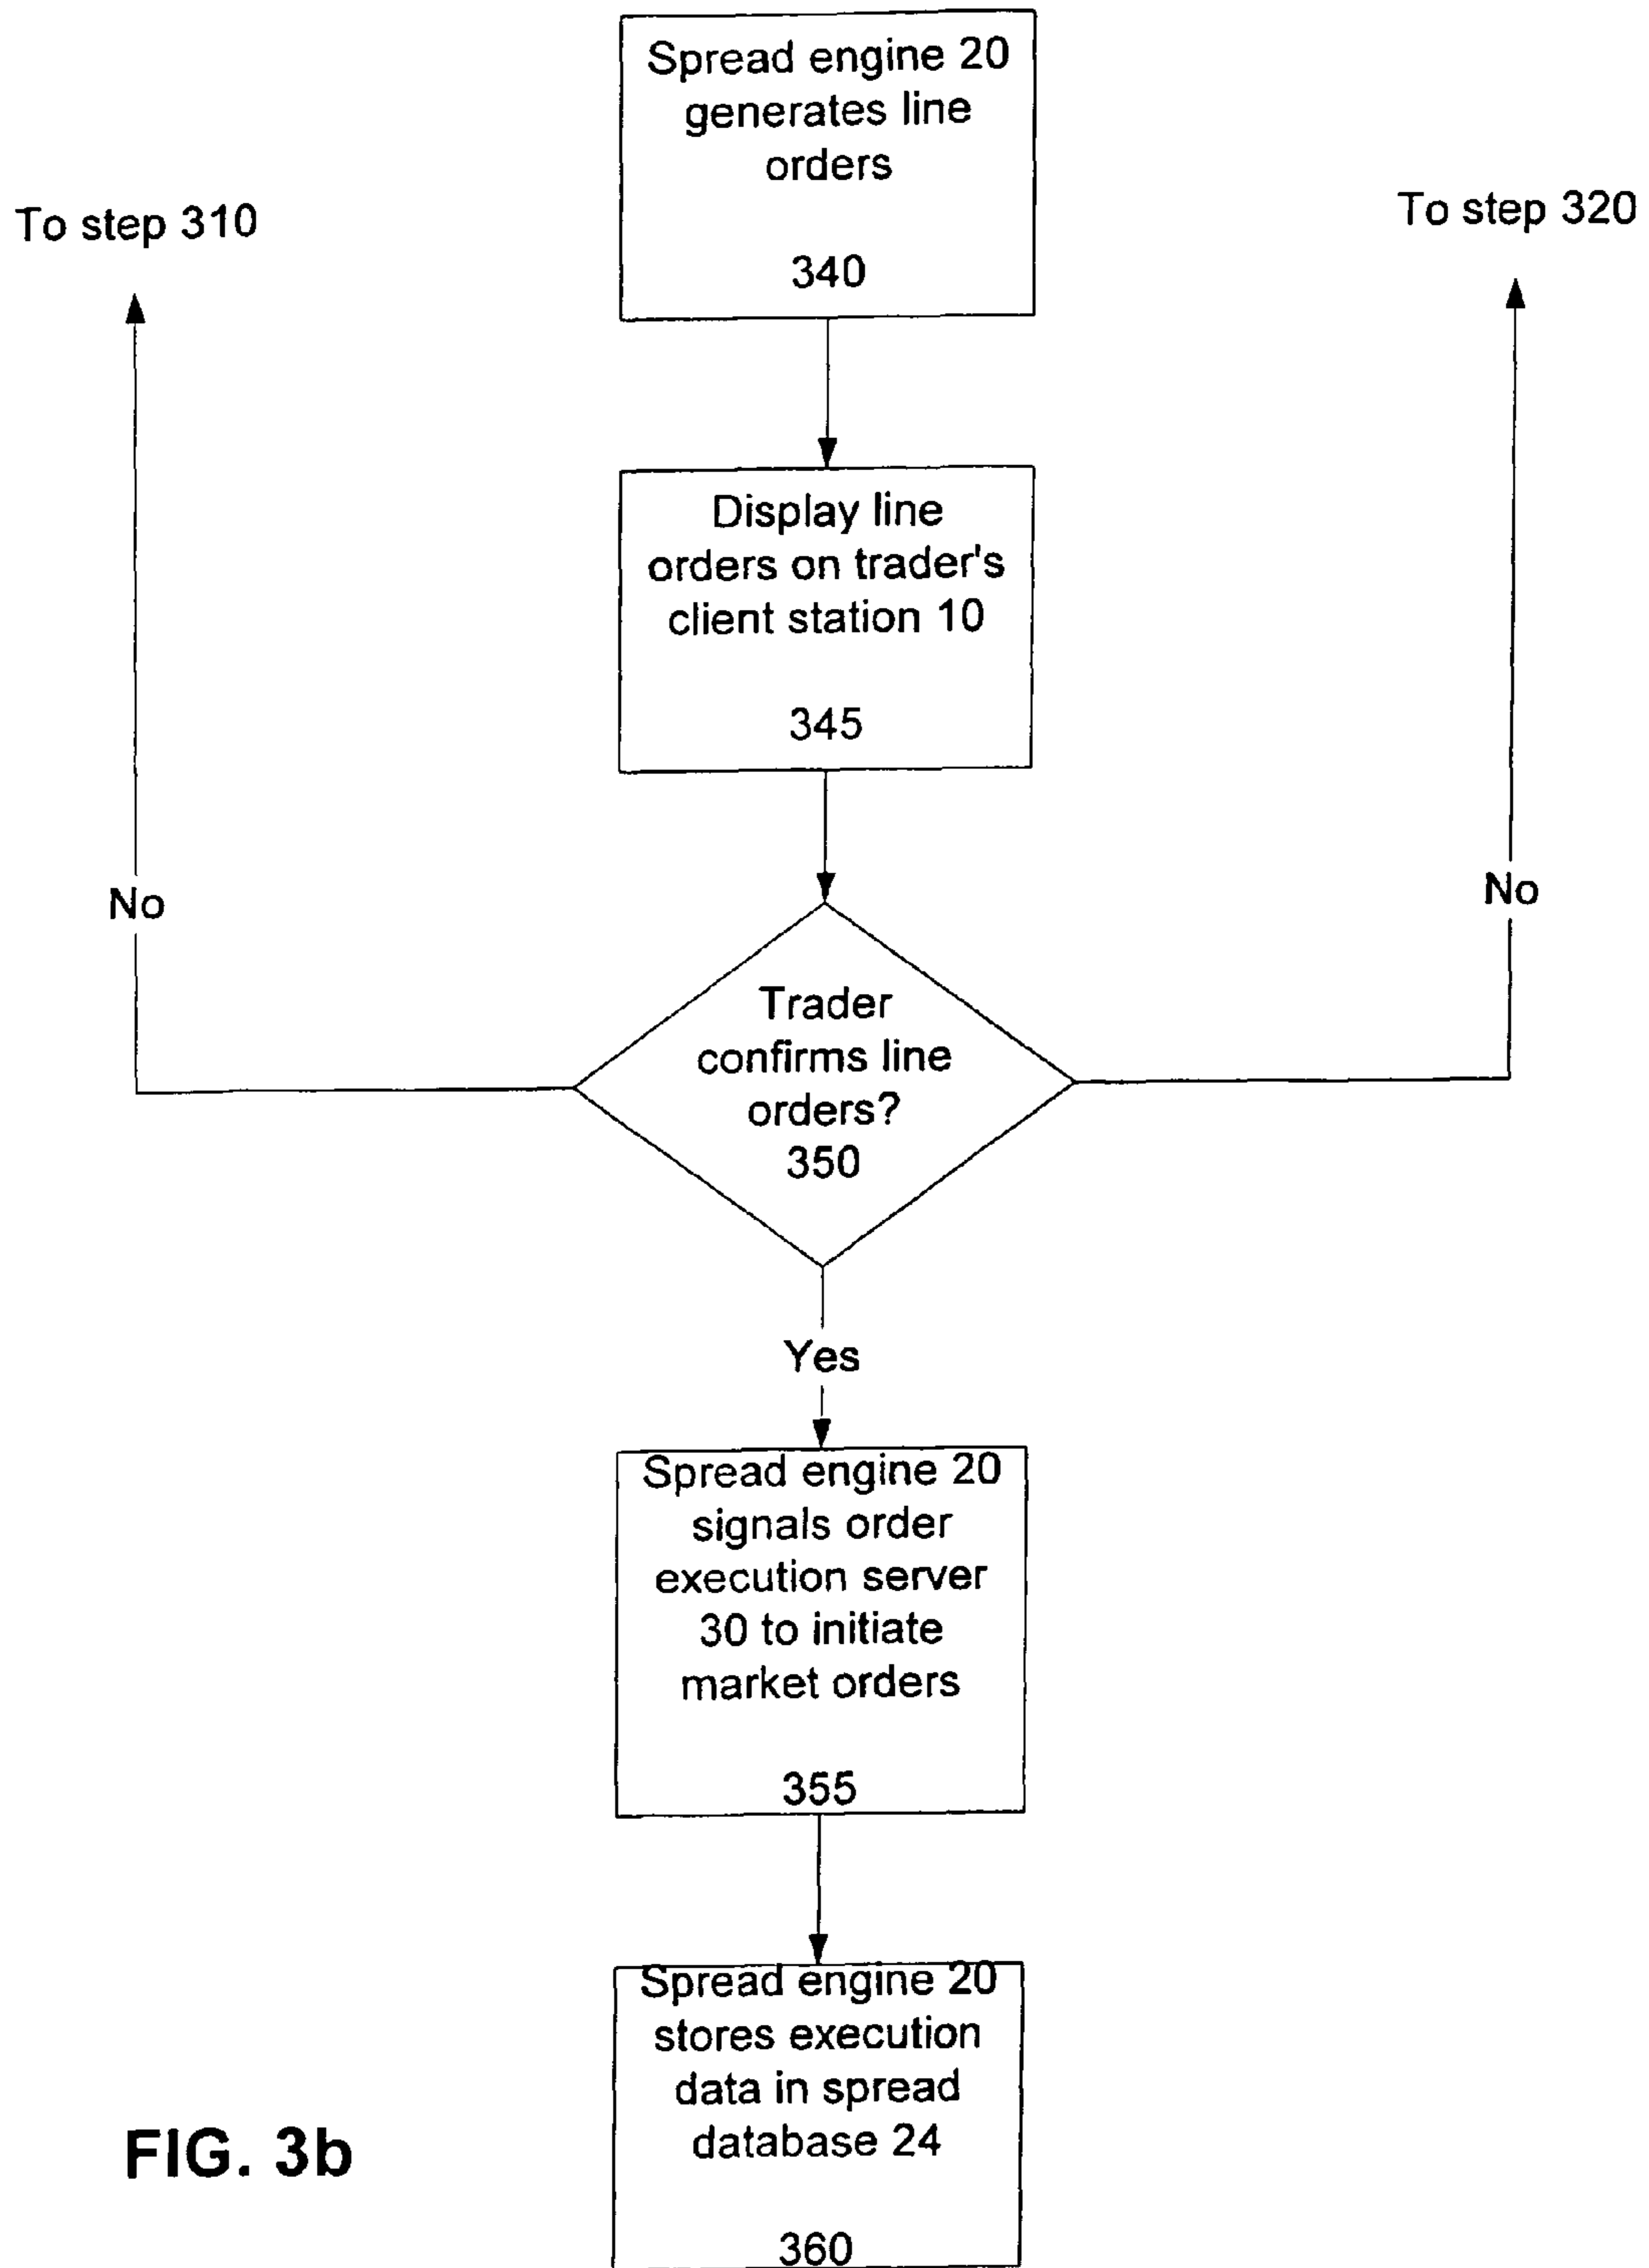 Spread engine 20
generates line
orders
340
To step 310
To step 320
Display line
orders on trader's
client station 10
345
No
No
Trader
confirms line
orders?
350
Yes
Spread engine 20
signals order
execution server
30 to initiate
market orders
355
Spread engine 20
stores execution
data in spread
database 24
360
FIG. 3b